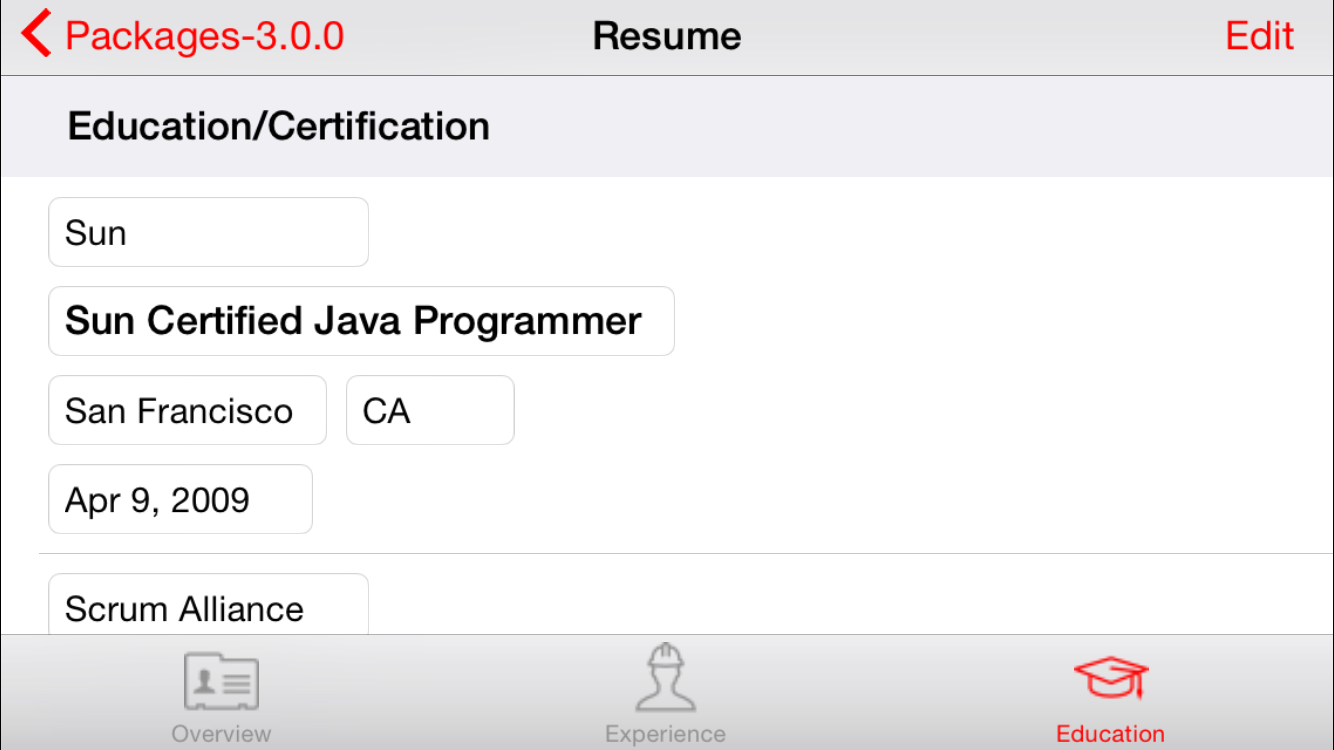 Packages-3.0.0 Resume Edit
Education/Certification
Sun
Sun Certified Java Programmer
San Francisco CA
Apr 9, 2009
Scrum Alliance
Overview Experience Education